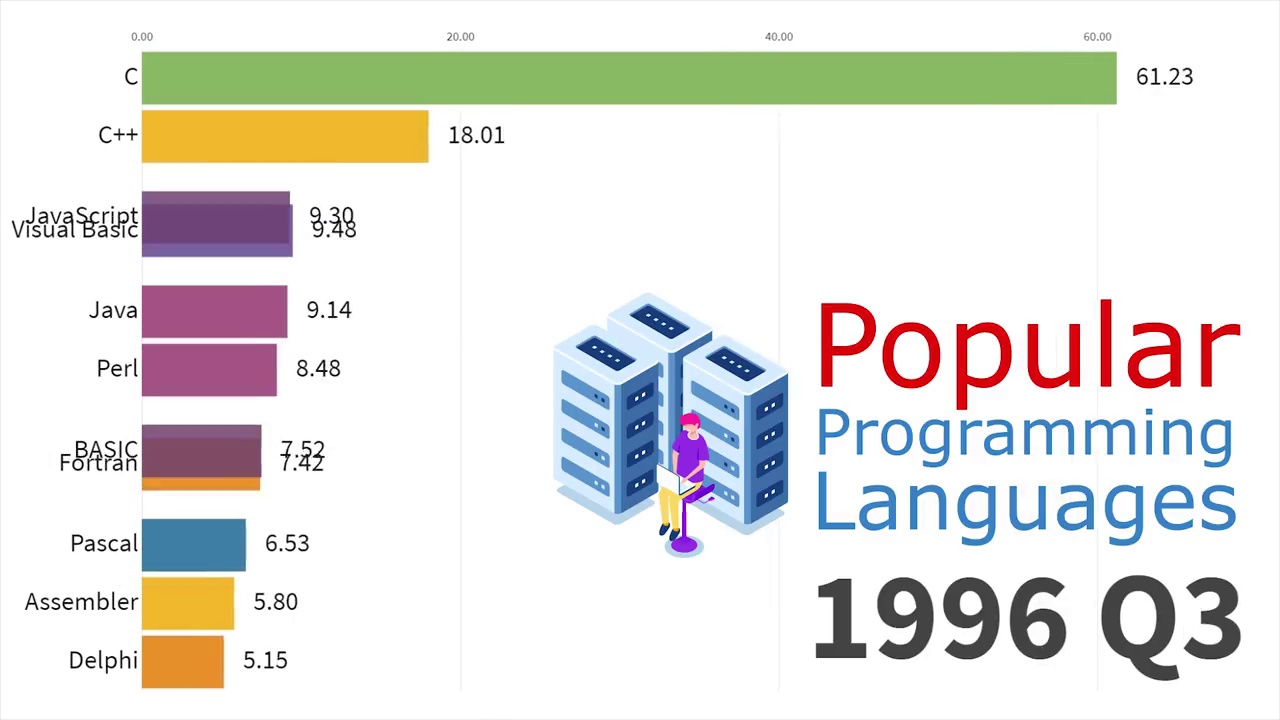 0.00 20.00 40.00 60.00
C 61.23
C++ 18.01
JavaScript 9.30
Visual Basic 9.48
Java 9.14
Perl 8.48
BASIC 7.52
Fortran 7.42
Pascal 6.53
Assembler 5.80
Delphi 5.15
Popular
Programming
Languages
1996 Q3